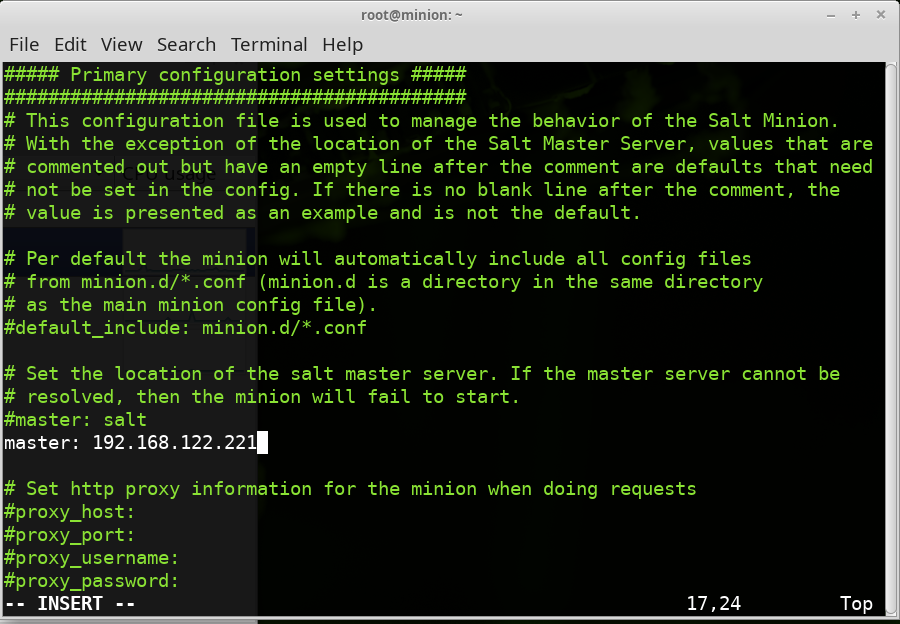 root@minion: ~
File Edit View Search Terminal Help
##### Primary configuration settings #####
##########################################
# This configuration file is used to manage the behavior of the Salt Minion.
# With the exception of the location of the Salt Master Server, values that are
# commented out but have an empty line after the comment are defaults that need
# not be set in the config. If there is no blank line after the comment, the
# value is presented as an example and is not the default.
# Per default the minion will automatically include all config files
# from minion.d/*.conf (minion.d is a directory in the same directory
# as the main minion config file).
#default_include: minion.d/*.conf
# Set the location of the salt master server. If the master server cannot be
# resolved, then the minion will fail to start.
#master: salt
master: 192.168.122.221
# Set http proxy information for the minion when doing requests
#proxy_host:
#proxy_port:
#proxy_username:
#proxy_password:
-- INSERT -- 17,24 Top